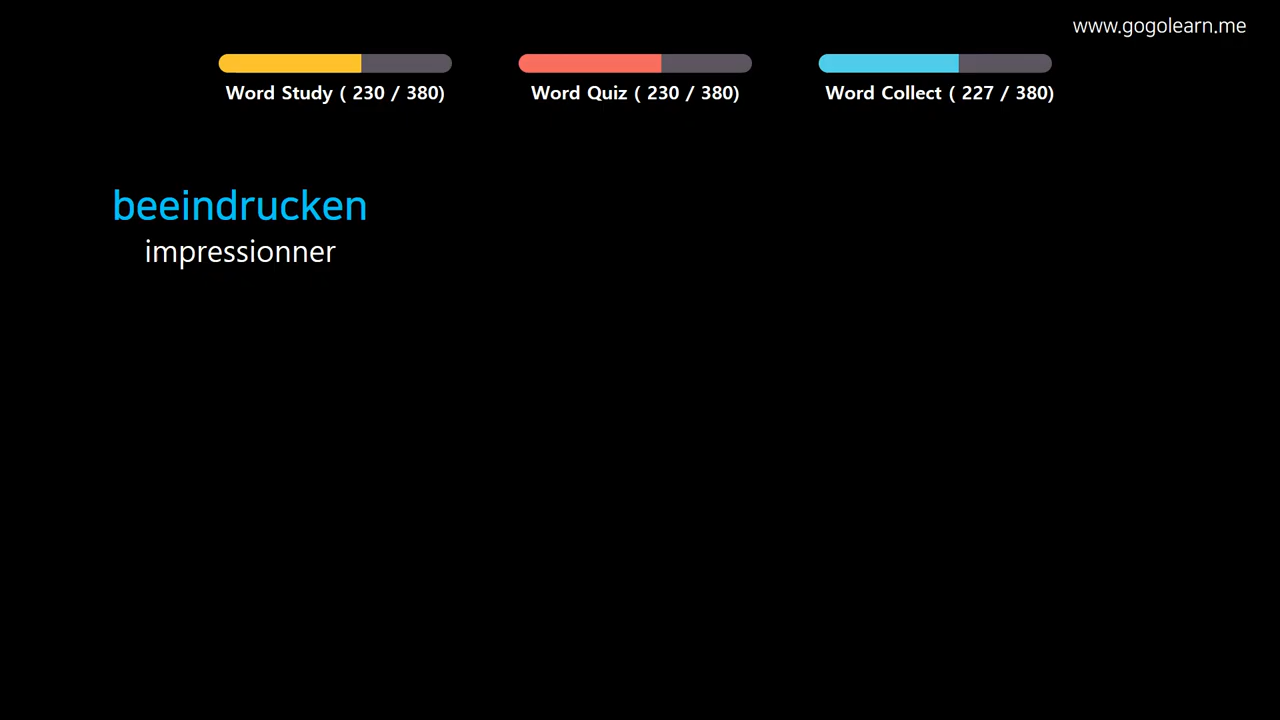 www.gogolearn.me
Word Study ( 230 / 380)
Word Quiz ( 230 / 380)
Word Collect ( 227 / 380)
beeindrucken
impressionner